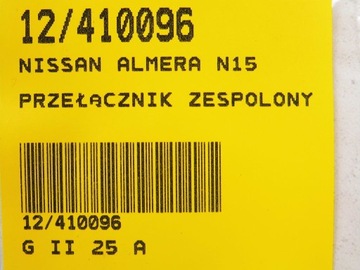 12/410096
NISSAN ALMERA N15
PRZEŁĄCZNIK ZESPOLONY
12/410096
G II 25 A